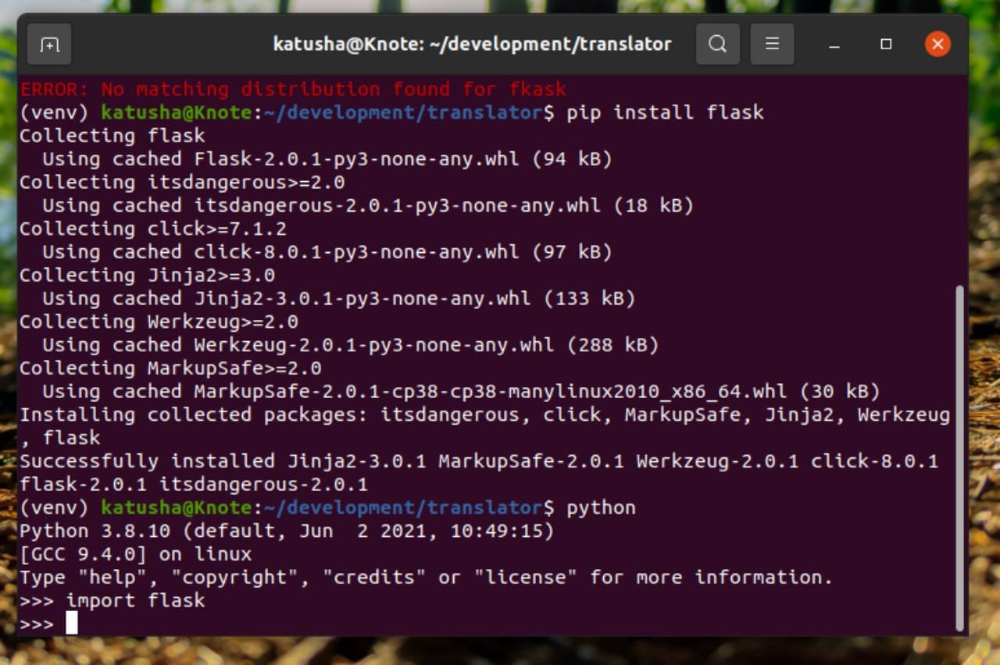 katusha@Knote: ~/development/translator
ERROR: No matching distribution found for fkask
(venv) katusha@Knote:~/development/translator$ pip install flask
Collecting flask
  Using cached Flask-2.0.1-py3-none-any.whl (94 kB)
Collecting itsdangerous>=2.0
  Using cached itsdangerous-2.0.1-py3-none-any.whl (18 kB)
Collecting click>=7.1.2
  Using cached click-8.0.1-py3-none-any.whl (97 kB)
Collecting Jinja2>=3.0
  Using cached Jinja2-3.0.1-py3-none-any.whl (133 kB)
Collecting Werkzeug>=2.0
  Using cached Werkzeug-2.0.1-py3-none-any.whl (288 kB)
Collecting MarkupSafe>=2.0
  Using cached MarkupSafe-2.0.1-cp38-cp38-manylinux2010_x86_64.whl (30 kB)
Installing collected packages: itsdangerous, click, MarkupSafe, Jinja2, Werkzeug
, flask
Successfully installed Jinja2-3.0.1 MarkupSafe-2.0.1 Werkzeug-2.0.1 click-8.0.1
flask-2.0.1 itsdangerous-2.0.1
(venv) katusha@Knote:~/development/translator$ python
Python 3.8.10 (default, Jun  2 2021, 10:49:15)
[GCC 9.4.0] on linux
Type "help", "copyright", "credits" or "license" for more information.
>>> import flask
>>>